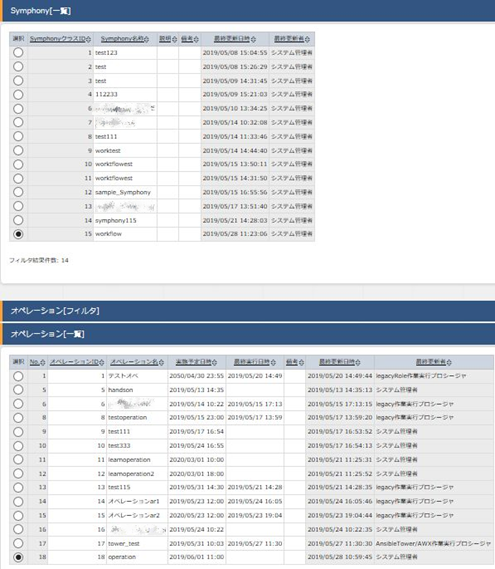 Symphony[一覧]
選択 SymphonyクラスID Symphony名称 説明 備考 最終更新日時 最終更新者
1 test123 2019/05/08 15:04:55 システム管理者
2 test 2019/05/08 15:26:29 システム管理者
3 test 2019/05/09 14:31:45 システム管理者
4 112233 2019/05/09 15:21:03 システム管理者
6 2019/05/10 13:34:25 システム管理者
7 2019/05/14 10:32:08 システム管理者
8 test111 2019/05/14 11:33:46 システム管理者
9 worktest 2019/05/14 14:44:40 システム管理者
10 worktflowest 2019/05/15 13:50:11 システム管理者
11 worktflowest 2019/05/15 14:31:50 システム管理者
12 sample_Symphony 2019/05/15 16:55:56 システム管理者
13 2019/05/17 13:51:40 システム管理者
14 symphony115 2019/05/21 14:28:03 システム管理者
15 workflow 2019/05/28 11:23:06 システム管理者
フィルタ結果件数: 14
オペレーション[フィルタ]
オペレーション[一覧]
選択 No. オペレーションID オペレーション名 実施予定日時 最終実行日時 備考 最終更新日時 最終更新者
1 1 テストオペ 2050/04/30 23:55 2019/05/20 14:49 2019/05/20 14:49:44 legacyRole作業実行プロシージャ
5 5 handson 2019/05/13 14:35 2019/05/13 14:35:13 システム管理者
6 6 2019/05/14 10:22 2019/05/15 17:13 2019/05/15 17:13:15 legacy作業実行プロシージャ
8 8 testoperation 2019/05/15 23:00 2019/05/17 13:59 2019/05/17 13:59:20 legacy作業実行プロシージャ
9 9 test111 2019/05/17 16:54 2019/05/17 16:53:52 システム管理者
10 10 test333 2019/05/24 16:55 2019/05/17 16:54:13 システム管理者
11 11 learnoperation 2020/03/01 10:00 2019/05/21 11:25:31 システム管理者
12 12 learnoperation2 2020/03/01 18:00 2019/05/21 11:25:52 システム管理者
13 13 test115 2019/05/31 14:30 2019/05/21 14:28 2019/05/21 14:28:35 legacy作業実行プロシージャ
14 14 オペレーションar1 2019/05/23 12:00 2019/05/24 16:05 2019/05/24 16:05:46 legacy作業実行プロシージャ
15 15 オペレーションar2 2019/05/23 12:00 2019/05/23 19:04 2019/05/23 19:04:44 legacy作業実行プロシージャ
16 16 2019/05/24 10:22 2019/05/24 10:22:35 システム管理者
17 17 tower_test 2019/05/31 10:03 2019/05/27 11:30 2019/05/27 11:30:30 AnsibleTower/AWX作業実行プロシージャ
18 18 operation 2019/06/01 11:00 2019/05/28 10:59:45 システム管理者